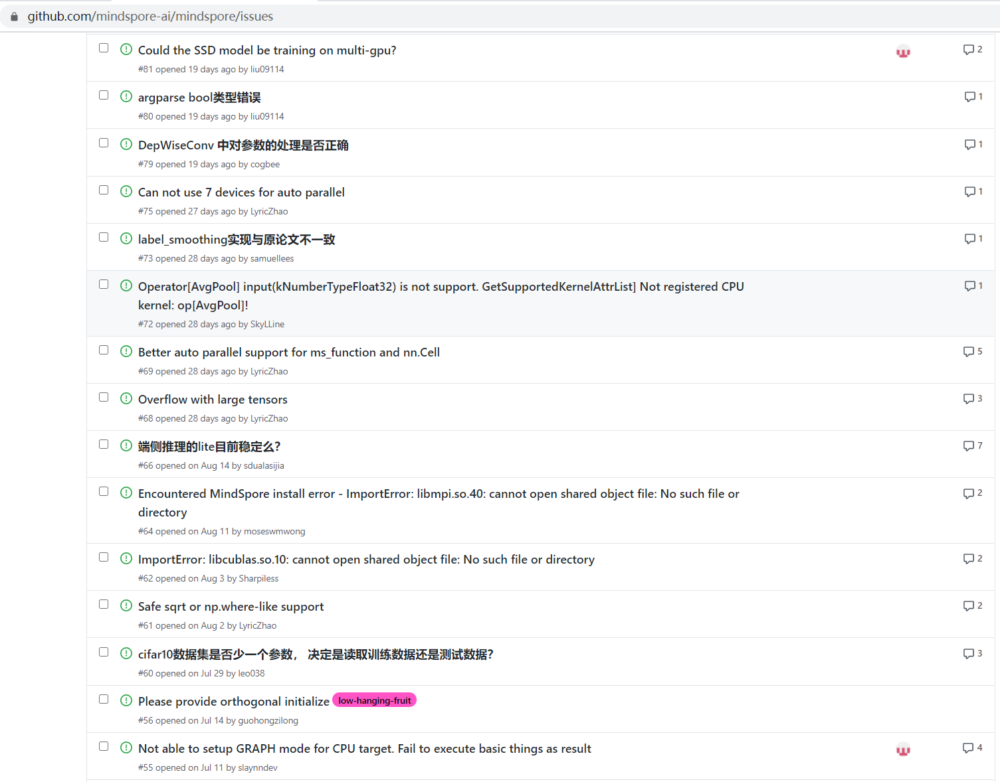 github.com/mindspore-ai/mindspore/issues
Could the SSD model be training on multi-gpu?
2
#81 opened 19 days ago by liu09114
argparse bool类型错误
1
#80 opened 19 days ago by liu09114
DepWiseConv 中对参数的处理是否正确
1
#79 opened 19 days ago by cogbee
Can not use 7 devices for auto parallel
1
#75 opened 27 days ago by LyricZhao
label_smoothing实现与原论文不一致
1
#73 opened 28 days ago by samuellees
Operator[AvgPool] input(kNumberTypeFloat32) is not support. GetSupportedKernelAttrList] Not registered CPU
1
kernel: op[AvgPool]!
#72 opened 28 days ago by SkyLLine
Better auto parallel support for ms_function and nn.Cell
5
#69 opened 28 days ago by LyricZhao
Overflow with large tensors
3
#68 opened 28 days ago by LyricZhao
端侧推理的lite目前稳定么?
7
#66 opened on Aug 14 by sdualasijia
Encountered MindSpore install error - ImportError: libmpi.so.40: cannot open shared object file: No such file or
2
directory
#64 opened on Aug 11 by moseswmwong
ImportError: libcublas.so.10: cannot open shared object file: No such file or directory
2
#62 opened on Aug 3 by Sharpiless
Safe sqrt or np.where-like support
2
#61 opened on Aug 2 by LyricZhao
cifar10数据集是否少一个参数， 决定是读取训练数据还是测试数据?
3
#60 opened on Jul 29 by leo038
Please provide orthogonal initialize low-hanging-fruit
#56 opened on Jul 14 by guohongzilong
Not able to setup GRAPH mode for CPU target. Fail to execute basic things as result
4
#55 opened on Jul 11 by slaynndev